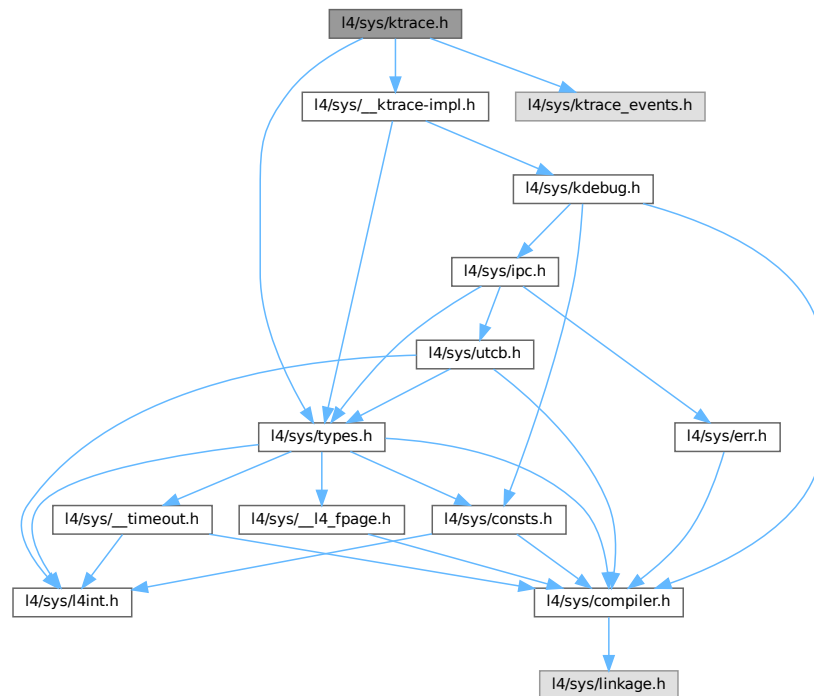 l4/sys/ktrace.h
l4/sys/__ktrace-impl.h
l4/sys/ktrace_events.h
l4/sys/kdebug.h
l4/sys/ipc.h
l4/sys/utcb.h
l4/sys/types.h
l4/sys/err.h
l4/sys/__timeout.h
l4/sys/__l4_fpage.h
l4/sys/consts.h
l4/sys/l4int.h
l4/sys/compiler.h
l4/sys/linkage.h